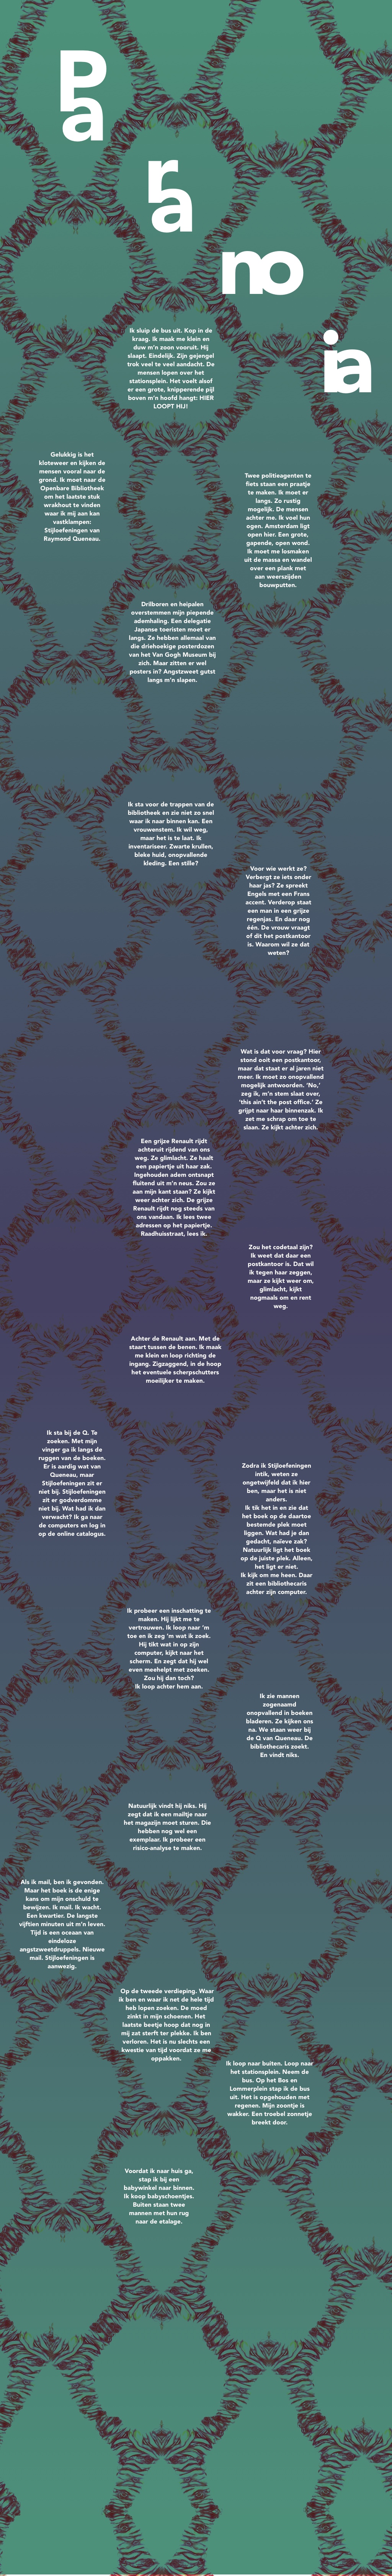 Pa
ra
no
ia
Ik sluip de bus uit. Kop in de
kraag. Ik maak me klein en
duw m'n zoon vooruit. Hij
slaapt. Eindelijk. Zijn gejengel
trok veel te veel aandacht. De
mensen lopen over het
stationsplein. Het voelt alsof
er een grote, knipperende pijl
boven m'n hoofd hangt: HIER
LOOPT HIJ!
Gelukkig is het
kloteweer en kijken de
mensen vooral naar de
grond. Ik moet naar de
Openbare Bibliotheek
om het laatste stuk
wrakhout te vinden
waar ik mij aan kan
vastklampen:
Stijloefeningen van
Raymond Queneau.
Twee politieagenten te
fiets staan een praatje
te maken. Ik moet er
langs. Zo rustig
mogelijk. De mensen
achter me. Ik voel hun
ogen. Amsterdam ligt
open hier. Een grote,
gapende, open wond.
Ik moet me losmaken
uit de massa en wandel
over een plank met
aan weerszijden
bouwputten.
Drilboren en heipalen
overstemmen mijn piepende
ademhaling. Een delegatie
Japanse toeristen moet er
langs. Ze hebben allemaal van
die driehoekige posterdozen
van het Van Gogh Museum bij
zich. Maar zitten er wel
posters in? Angstzweet gutst
langs m'n slapen.
Ik sta voor de trappen van de
bibliotheek en zie niet zo snel
waar ik naar binnen kan. Een
vrouwenstem. Ik wil weg,
maar het is te laat. Ik
inventariseer. Zwarte krullen,
bleke huid, onopvallende
kleding. Een stille?
Voor wie werkt ze?
Verbergt ze iets onder
haar jas? Ze spreekt
Engels met een Frans
accent. Verderop staat
een man in een grijze
regenjas. En daar nog
één. De vrouw vraagt
of dit het postkantoor
is. Waarom wil ze dat
weten?
Wat is dat voor vraag? Hier
stond ooit een postkantoor,
maar dat staat er al jaren niet
meer. Ik moet zo onopvallend
mogelijk antwoorden. 'No,'
zeg ik, m'n stem slaat over,
'this ain't the post office.' Ze
grijpt naar haar binnenzak. Ik
zet me schrap om toe te
slaan. Ze kijkt achter zich.
Een grijze Renault rijdt
achteruit rijdend van ons
weg. Ze glimlacht. Ze haalt
een papiertje uit haar zak.
Ingehouden adem ontsnapt
fluitend uit m'n neus. Zou ze
aan mijn kant staan? Ze kijkt
weer achter zich. De grijze
Renault rijdt nog steeds van
ons vandaan. Ik lees twee
adressen op het papiertje.
Raadhuisstraat, lees ik.
Zou het codetaal zijn?
Ik weet dat daar een
postkantoor is. Dat wil
ik tegen haar zeggen,
maar ze kijkt weer om,
glimlacht, kijkt
nogmaals om en rent
weg.
Achter de Renault aan. Met de
staart tussen de benen. Ik maak
me klein en loop richting de
ingang. Zigzaggend, in de hoop
het eventuele scherpschutters
moeilijker te maken.
Ik sta bij de Q. Te
zoeken. Met mijn
vinger ga ik langs de
ruggen van de boeken.
Er is aardig wat van
Queneau, maar
Stijloefeningen zit er
niet bij. Stijloefeningen
zit er godverdomme
niet bij. Wat had ik dan
verwacht? Ik ga naar
de computers en log in
op de online catalogus.
Zodra ik Stijloefeningen
intik, weten ze
ongetwijfeld dat ik hier
ben, maar het is niet
anders.
Ik tik het in en zie dat
het boek op de daartoe
bestemde plek moet
liggen. Wat had je dan
gedacht, naïeve zak?
Natuurlijk ligt het boek
op de juiste plek. Alleen,
het ligt er niet.
Ik kijk om me heen. Daar
zit een bibliothecaris
achter zijn computer.
Ik probeer een inschatting te
maken. Hij lijkt me te
vertrouwen. Ik loop naar 'm
toe en ik zeg 'm wat ik zoek.
Hij tikt wat in op zijn
computer, kijkt naar het
scherm. En zegt dat hij wel
even meehelpt met zoeken.
Zou hij dan toch?
Ik loop achter hem aan.
Ik zie mannen
zogenaamd
onopvallend in boeken
bladeren. Ze kijken ons
na. We staan weer bij
de Q van Queneau. De
bibliothecaris zoekt.
En vindt niks.
Natuurlijk vindt hij niks. Hij
zegt dat ik een mailtje naar
het magazijn moet sturen. Die
hebben nog wel een
exemplaar. Ik probeer een
risico-analyse te maken.
Als ik mail, ben ik gevonden.
Maar het boek is de enige
kans om mijn onschuld te
bewijzen. Ik mail. Ik wacht.
Een kwartier. De langste
vijftien minuten uit m'n leven.
Tijd is een oceaan van
eindeloze
angstzweetdruppels. Nieuwe
mail. Stijloefeningen is
aanwezig.
Op de tweede verdieping. Waar
ik ben en waar ik net de hele tijd
heb lopen zoeken. De moed
zinkt in mijn schoenen. Het
laatste beetje hoop dat nog in
mij zat sterft ter plekke. Ik ben
verloren. Het is nu slechts een
kwestie van tijd voordat ze me
oppakken.
Ik loop naar buiten. Loop naar
het stationsplein. Neem de
bus. Op het Bos en
Lommerplein stap ik de bus
uit. Het is opgehouden met
regenen. Mijn zoontje is
wakker. Een troebel zonnetje
breekt door.
Voordat ik naar huis ga,
stap ik bij een
babywinkel naar binnen.
Ik koop babyschoentjes.
Buiten staan twee
mannen met hun rug
naar de etalage.